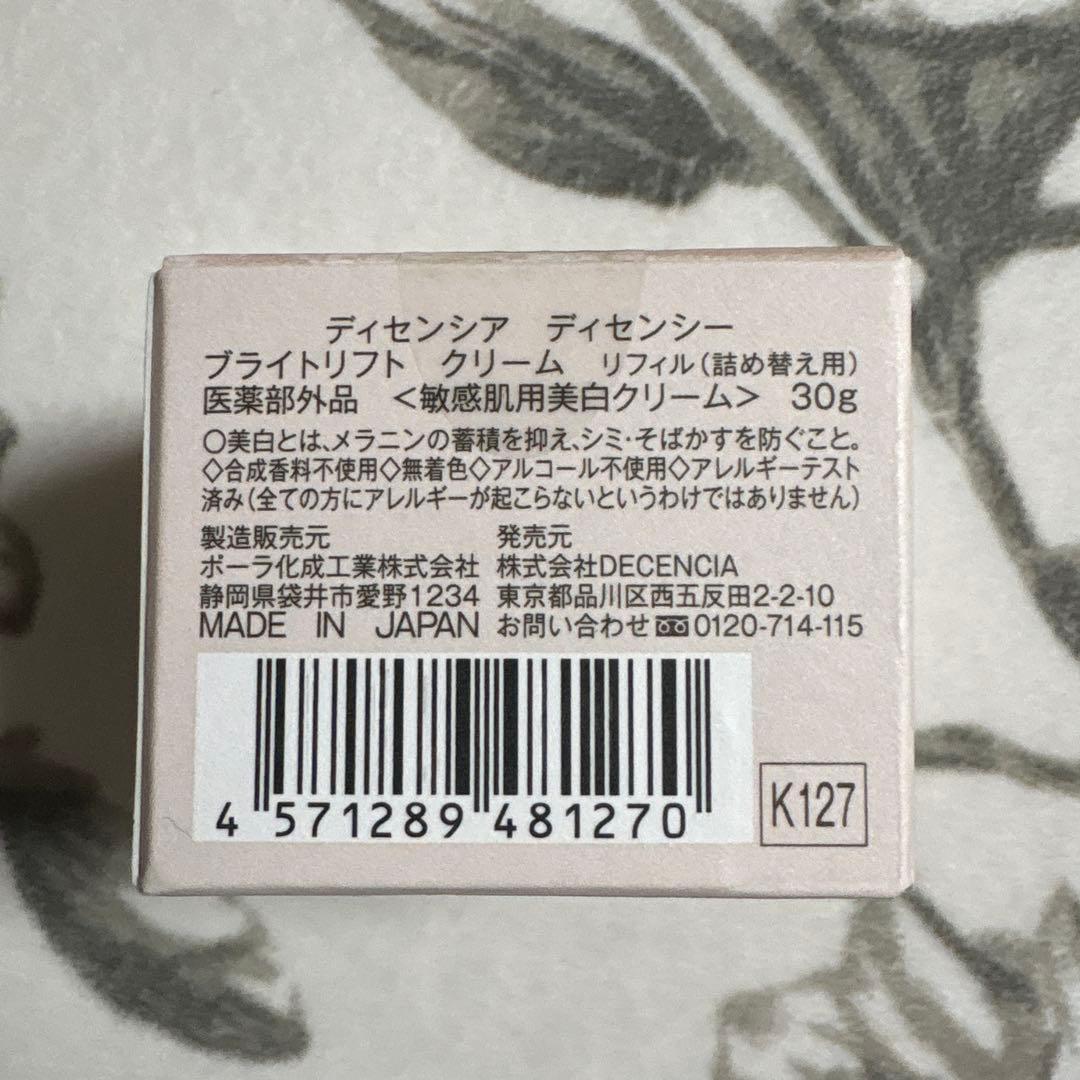 ディセンシア　ディセンシー
ブライトリフト　クリーム　リフィル（詰め替え用）
医薬部外品　＜敏感肌用美白クリーム＞　30g
〇美白とは、メラニンの蓄積を抑え、シミ・そばかすを防ぐこと。
◇合成香料不使用◇無着色◇アルコール不使用◇アレルギーテスト
済み（全ての方にアレルギーが起こらないというわけではありません）
製造販売元
ポーラ化成工業株式会社
静岡県袋井市愛野1234
MADE IN JAPAN
発売元
株式会社DECENCIA
東京都品川区西五反田2-2-10
お問い合わせ 0120-714-115
4 571289 481270
K127